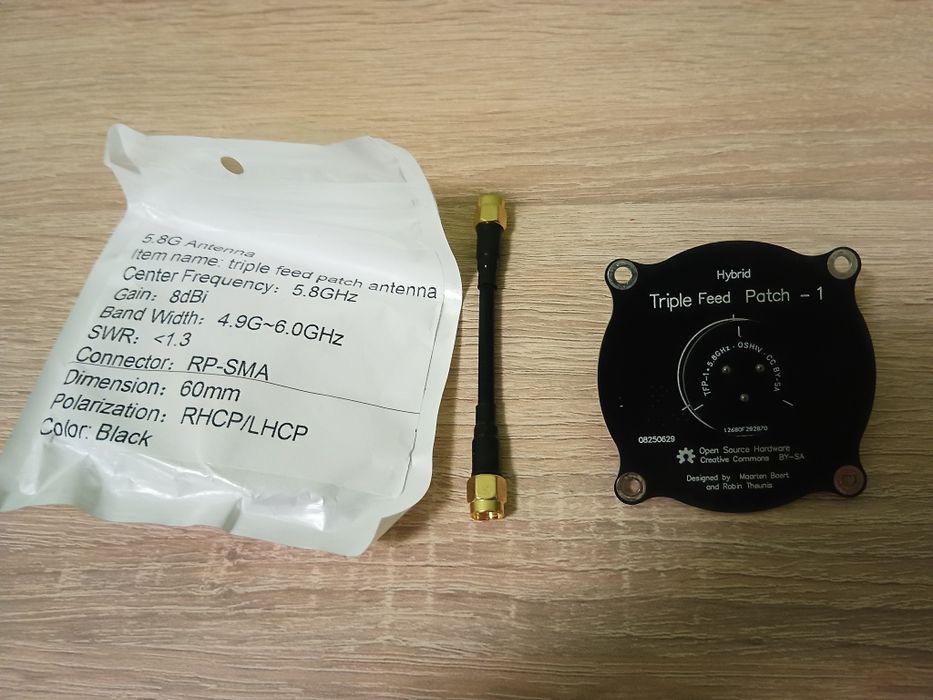 5.8G Antenna
Item name: triple feed patch antenna
Center Frequency: 5.8GHz
Gain: 8dBi
Band Width: 4.9G~6.0GHz
SWR: <1.3
Connector: RP-SMA
Dimension: 60mm
Polarization: RHCP/LHCP
Color: Black
Hybrid
Triple Feed Patch - 1
TFP-1 • 5.8GHz · OSHW · CC BY-SA
12680F292870
08250629
Open Source Hardware
Creative Commons BY-SA
Designed by Maarten Baert
and Robin Theunis